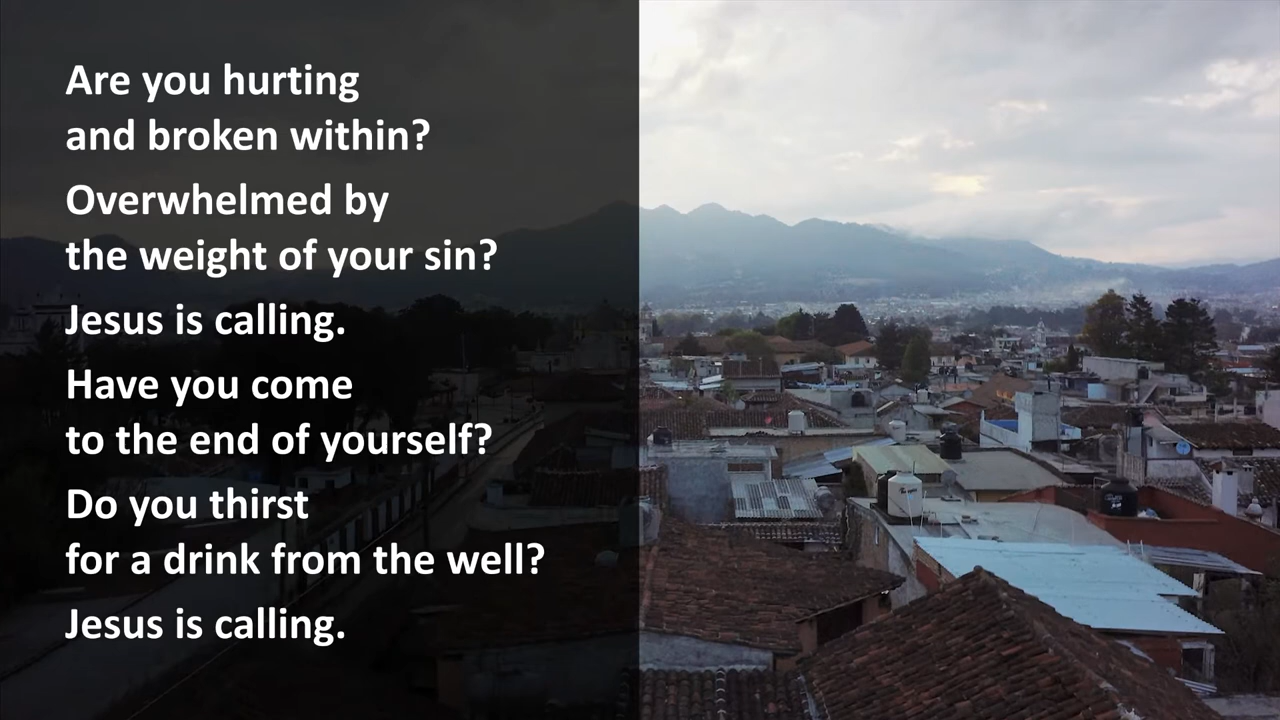 Are you hurting
and broken within?
Overwhelmed by
the weight of your sin?
Jesus is calling.
Have you come
to the end of yourself?
Do you thirst
for a drink from the well?
Jesus is calling.